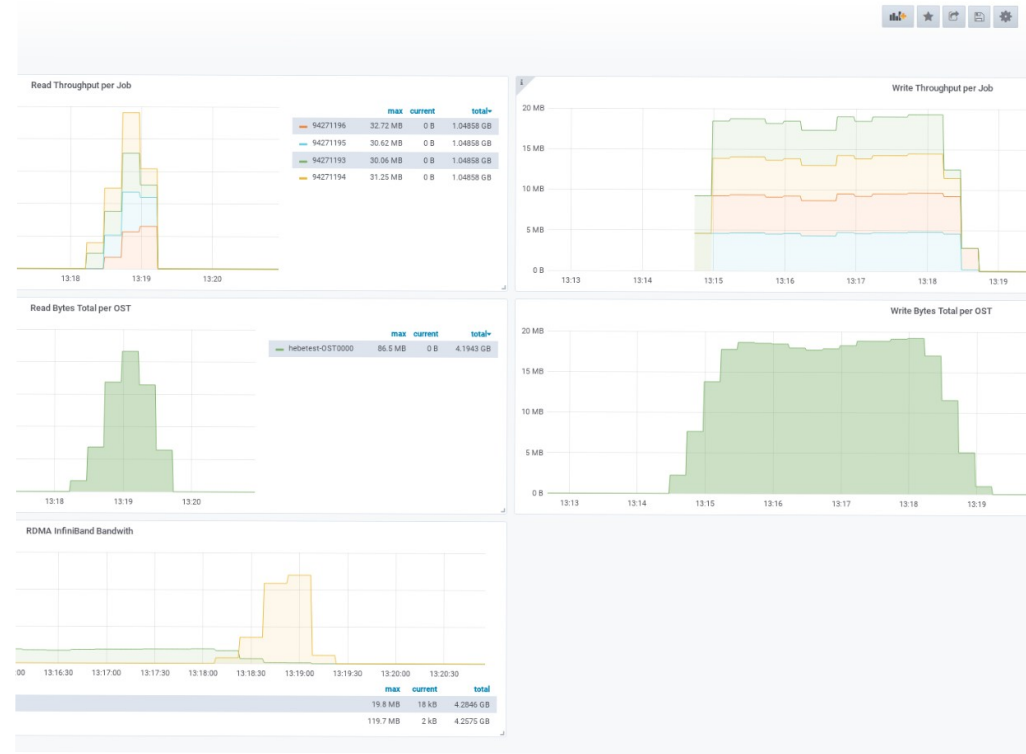 Read Throughput per Job
max current total
94271196 32.72 MB 0 B 1.04858 GB
94271195 30.62 MB 0 B 1.04858 GB
94271193 30.06 MB 0 B 1.04858 GB
94271194 31.25 MB 0 B 1.04858 GB
13:18 13:19 13:20
i
Write Throughput per Job
20 MB
15 MB
10 MB
5 MB
0 B
13:13 13:14 13:15 13:16 13:17 13:18 13:19
Read Bytes Total per OST
max current total
hebetest-OST0000 86.5 MB 0 B 4.1943 GB
13:18 13:19 13:20
Write Bytes Total per OST
20 MB
15 MB
10 MB
5 MB
0 B
13:13 13:14 13:15 13:16 13:17 13:18 13:19
RDMA InfiniBand Bandwith
:00 13:16:30 13:17:00 13:17:30 13:18:00 13:18:30 13:19:00 13:19:30 13:20:00 13:20:30
max current total
19.8 MB 18 kB 4.2846 GB
119.7 MB 2 kB 4.2575 GB